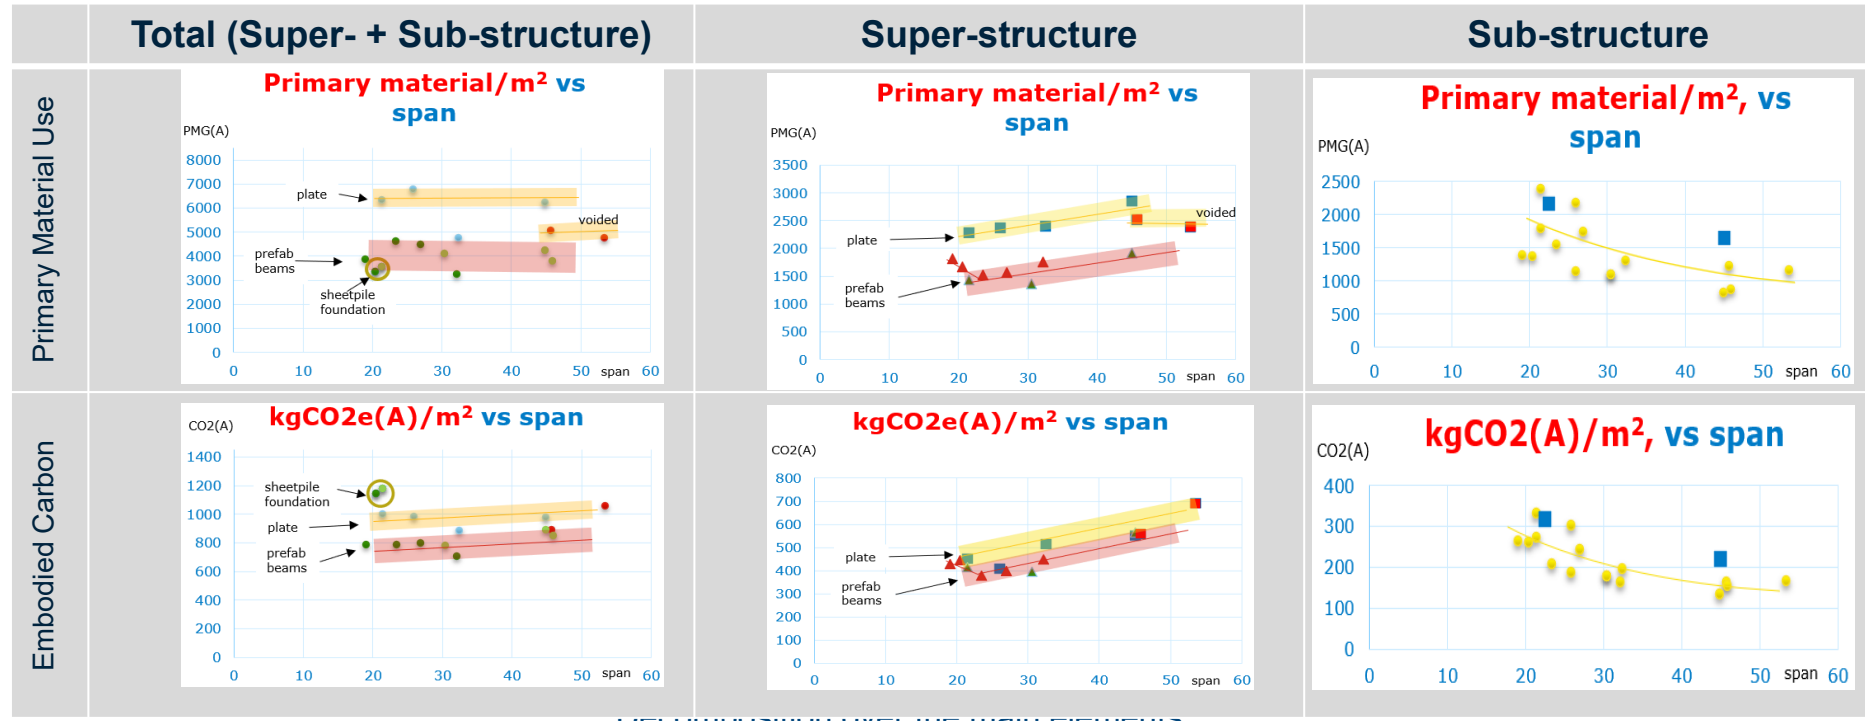 Total (Super- + Sub-structure)
Super-structure
Sub-structure
Primary Material Use
Primary material/m² vs
span
PMG(A)
8000
7000
6000
5000
4000
3000
2000
1000
0
0
10
20
30
40
50
span
60
plate
voided
prefab
beams
sheetpile
foundation
Primary material/m² vs
span
PMG(A)
3500
3000
2500
2000
1500
1000
500
0
0
10
20
30
40
50
span
60
plate
voided
prefab
beams
Primary material/m², vs
span
PMG(A)
2500
2000
1500
1000
500
0
0
10
20
30
40
50
span
60
Embodied Carbon
kgCO2e(A)/m² vs span
CO2(A)
1400
1200
1000
800
600
400
200
0
0
10
20
30
40
50
span
60
sheetpile
foundation
plate
prefab
beams
kgCO2e(A)/m² vs span
CO2(A)
800
700
600
500
400
300
200
100
0
0
10
20
30
40
50
span
60
plate
prefab
beams
kgCO2(A)/m², vs span
CO2(A)
400
300
200
100
0
0
10
20
30
40
50
span
60
Decomposition over the main elements